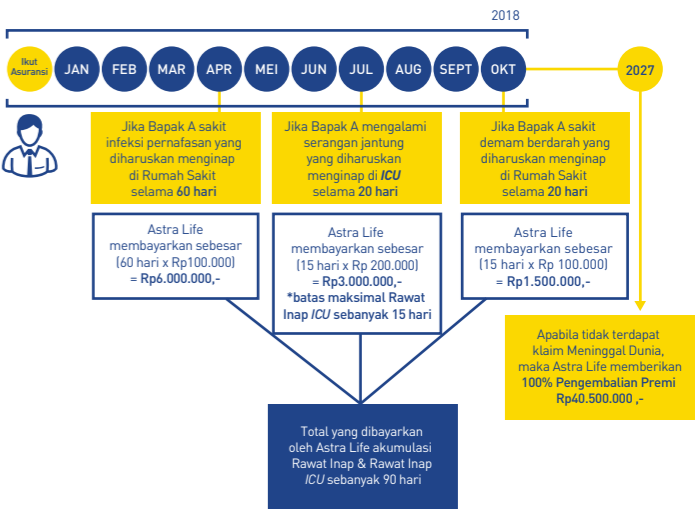 2018
Ikut
Asuransi
JAN
FEB
MAR
APR
MEI
JUN
JUL
AUG
SEPT
OKT
2027
Jika Bapak A sakit
infeksi pernafasan yang
diharuskan menginap
di Rumah Sakit
selama 60 hari
Jika Bapak A mengalami
serangan jantung
yang diharuskan
menginap di ICU
selama 20 hari
Jika Bapak A sakit
demam berdarah yang
diharuskan menginap
di Rumah Sakit
selama 20 hari
Astra Life
membayarkan sebesar
(60 hari x Rp100.000)
= Rp6.000.000,-
Astra Life
membayarkan sebesar
(15 hari x Rp 200.000)
= Rp3.000.000,-
*batas maksimal Rawat
Inap ICU sebanyak 15 hari
Astra Life
membayarkan sebesar
(15 hari x Rp 100.000)
= Rp1.500.000,-
Apabila tidak terdapat
klaim Meninggal Dunia,
maka Astra Life memberikan
100% Pengembalian Premi
Rp40.500.000 ,-
Total yang dibayarkan
oleh Astra Life akumulasi
Rawat Inap & Rawat Inap
ICU sebanyak 90 hari